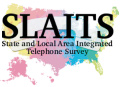 SLAITS
State and Local Area Integrated
Telephone Survey